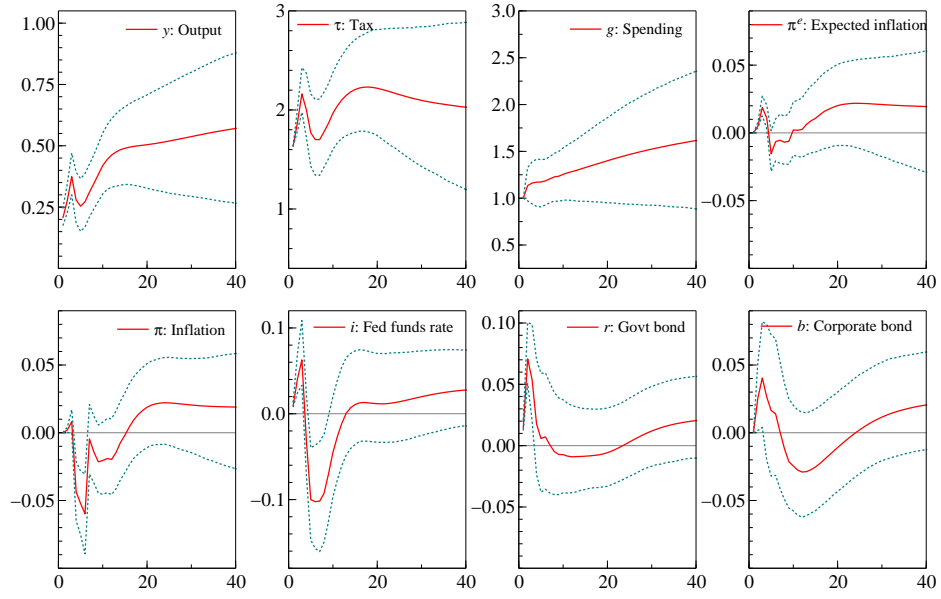 y: Output
1.00
0.75
0.50
0.25
0 20 40
τ: Tax
3
2
1
0 20 40
g: Spending
3.0
2.5
2.0
1.5
1.0
0.5
0 20 40
πᵉ: Expected inflation
0.05
0.00
−0.05
0 20 40
π: Inflation
0.05
0.00
−0.05
0 20 40
i: Fed funds rate
0.1
0.0
−0.1
0 20 40
r: Govt bond
0.10
0.05
0.00
−0.05
0 20 40
b: Corporate bond
0.05
0.00
−0.05
0 20 40